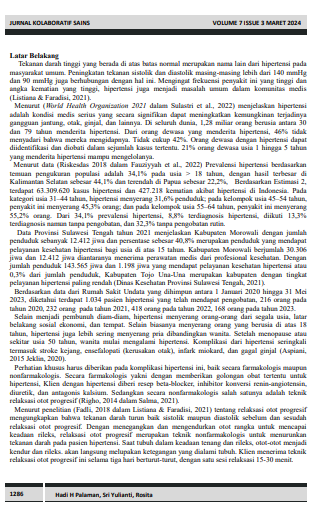 JURNAL KOLABORATIF SAINS VOLUME 7 ISSUE 3 MARET 2024
Latar Belakang
Tekanan darah tinggi yang berada di atas batas normal merupakan nama lain dari hipertensi pada
masyarakat umum. Peningkatan tekanan sistolik dan diastolik masing-masing lebih dari 140 mmHg
dan 90 mmHg juga berhubungan dengan hal ini. Mengingat frekuensi penyakit ini yang tinggi dan
angka kematian yang tinggi, hipertensi juga menjadi masalah umum dalam komunitas medis
(Listiana & Faradisi, 2021).
Menurut (World Health Organization 2021 dalam Sulastri et al., 2022) menjelaskan hipertensi
adalah kondisi medis serius yang secara signifikan dapat meningkatkan kemungkinan terjadinya
gangguan jantung, otak, ginjal, dan lainnya. Di seluruh dunia, 1,28 miliar orang berusia antara 30
dan 79 tahun menderita hipertensi. Dari orang dewasa yang menderita hipertensi, 46% tidak
menyadari bahwa mereka mengidapnya. Tidak cukup 42%. Orang dewasa dengan hipertensi dapat
diidentifikasi dan diobati dalam sejumlah kasus tertentu. 21% orang dewasa usia 1 hingga 5 tahun
yang menderita hipertensi mampu mengelolanya.
Menurut data (Riskesdas 2018 dalam Fauziyyah et al., 2022) Prevalensi hipertensi berdasarkan
temuan pengukuran populasi adalah 34,1% pada usia > 18 tahun, dengan hasil terbesar di
Kalimantan Selatan sebesar 44,1% dan terendah di Papua sebesar 22,2%, Berdasarkan Estimasi 2,
terdapat 63.309.620 kasus hipertensi dan 427.218 kematian akibat hipertensi di Indonesia. Pada
kategori usia 31–44 tahun, hipertensi menyerang 31,6% penduduk; pada kelompok usia 45–54 tahun,
penyakit ini menyerang 45,3% orang; dan pada kelompok usia 55–64 tahun, penyakit ini menyerang
55,2% orang. Dari 34,1% prevalensi hipertensi, 8,8% terdiagnosis hipertensi, diikuti 13,3%
terdiagnosis namun tanpa pengobatan, dan 32,3% tanpa pengobatan rutin.
Data Provinsi Sulawesi Tengah tahun 2021 menjelaskan Kabupaten Morowali dengan jumlah
penduduk sebanyak 12.412 jiwa dan persentase sebesar 40,8% merupakan penduduk yang mendapat
pelayanan kesehatan hipertensi bagi usia di atas 15 tahun. Kabupaten Morowali berjumlah 30.306
jiwa dan 12.412 jiwa diantaranya menerima perawatan medis dari profesional kesehatan. Dengan
jumlah penduduk 143.565 jiwa dan 1.198 jiwa yang mendapat pelayanan kesehatan hipertensi atau
0,3% dari jumlah penduduk, Kabupaten Tojo Una-Una merupakan kabupaten dengan tingkat
pelayanan hipertensi paling rendah (Dinas Kesehatan Provinsi Sulawesi Tengah, 2021).
Berdasarkan data dari Rumah Sakit Undata yang dihimpun antara 1 Januari 2020 hingga 31 Mei
2023, diketahui terdapat 1.034 pasien hipertensi yang telah mendapat pengobatan, 216 orang pada
tahun 2020, 232 orang pada tahun 2021, 418 orang pada tahun 2022, 168 orang pada tahun 2023.
Selain menjadi pembunuh diam-diam, hipertensi menyerang orang-orang dari segala usia, latar
belakang sosial ekonomi, dan tempat. Selain biasanya menyerang orang yang berusia di atas 18
tahun, hipertensi juga lebih sering menyerang pria dibandingkan wanita. Setelah menopause atau
sekitar usia 50 tahun, wanita mulai mengalami hipertensi. Komplikasi dari hipertensi seringkali
termasuk stroke kejang, ensefalopati (kerusakan otak), infark miokard, dan gagal ginjal (Aspiani,
2015 Jeklin, 2020).
Perhatian khusus harus diberikan pada komplikasi hipertensi ini, baik secara farmakologis maupun
nonfarmakologis. Secara farmakologis yakni dengan memberikan golongan obat tertentu untuk
hipertensi, Klien dengan hipertensi diberi resep beta-blocker, inhibitor konversi renin-angiotensin,
diuretik, dan antagonis kalsium. Sedangkan secara nonfarmakologis salah satunya adalah teknik
relaksasi otot progresif (Righo, 2014 dalam Salma, 2021).
Menurut penelitian (Fadli, 2018 dalam Listiana & Faradisi, 2021) tentang relaksasi otot progresif
mengungkapkan bahwa tekanan darah turun baik sistolik maupun diastolik sebelum dan sesudah
relaksasi otot progresif. Dengan menegangkan dan mengendurkan otot rangka untuk mencapai
keadaan rileks, relaksasi otot progresif merupakan teknik nonfarmakologis untuk menurunkan
tekanan darah pada pasien hipertensi. Saat tubuh dalam keadaan tenang dan rileks, otot-otot menjadi
kendur dan rileks. akan langsung melupakan ketegangan yang dialami tubuh. Klien menerima teknik
relaksasi otot progresif ini selama tiga hari berturut-turut, dengan satu sesi relaksasi 15-30 menit.
1286 Hadi H Palaman, Sri Yulianti, Rosita